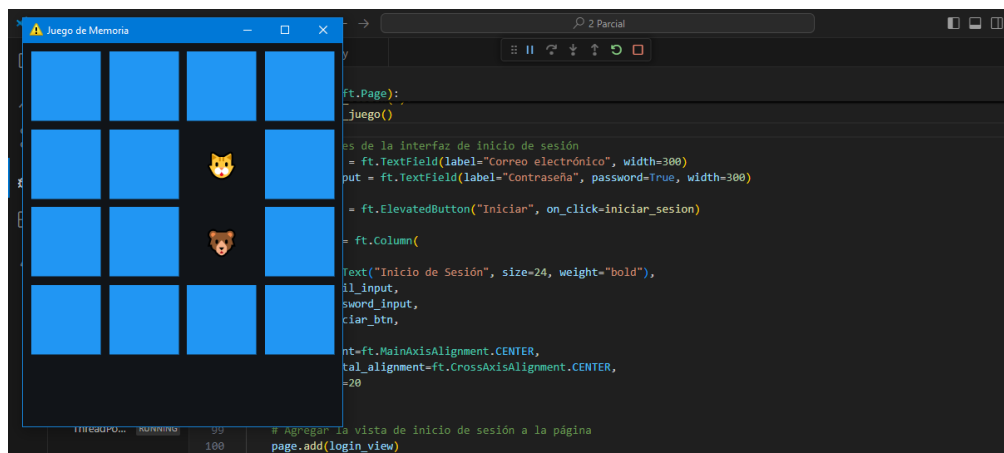 Juego de Memoria
2 Parcial
y
ft.Page):
_juego()
es de la interfaz de inicio de sesión
= ft.TextField(label="Correo electrónico", width=300)
put = ft.TextField(label="Contraseña", password=True, width=300)
= ft.ElevatedButton("Iniciar", on_click=iniciar_sesion)
= ft.Column(
Text("Inicio de Sesión", size=24, weight="bold"),
il_input,
sword_input,
ciar_btn,
nt=ft.MainAxisAlignment.CENTER,
tal_alignment=ft.CrossAxisAlignment.CENTER,
=20
ThreadPo... RUNNING
99 # Agregar la vista de inicio de sesión a la página
100 page.add(login_view)